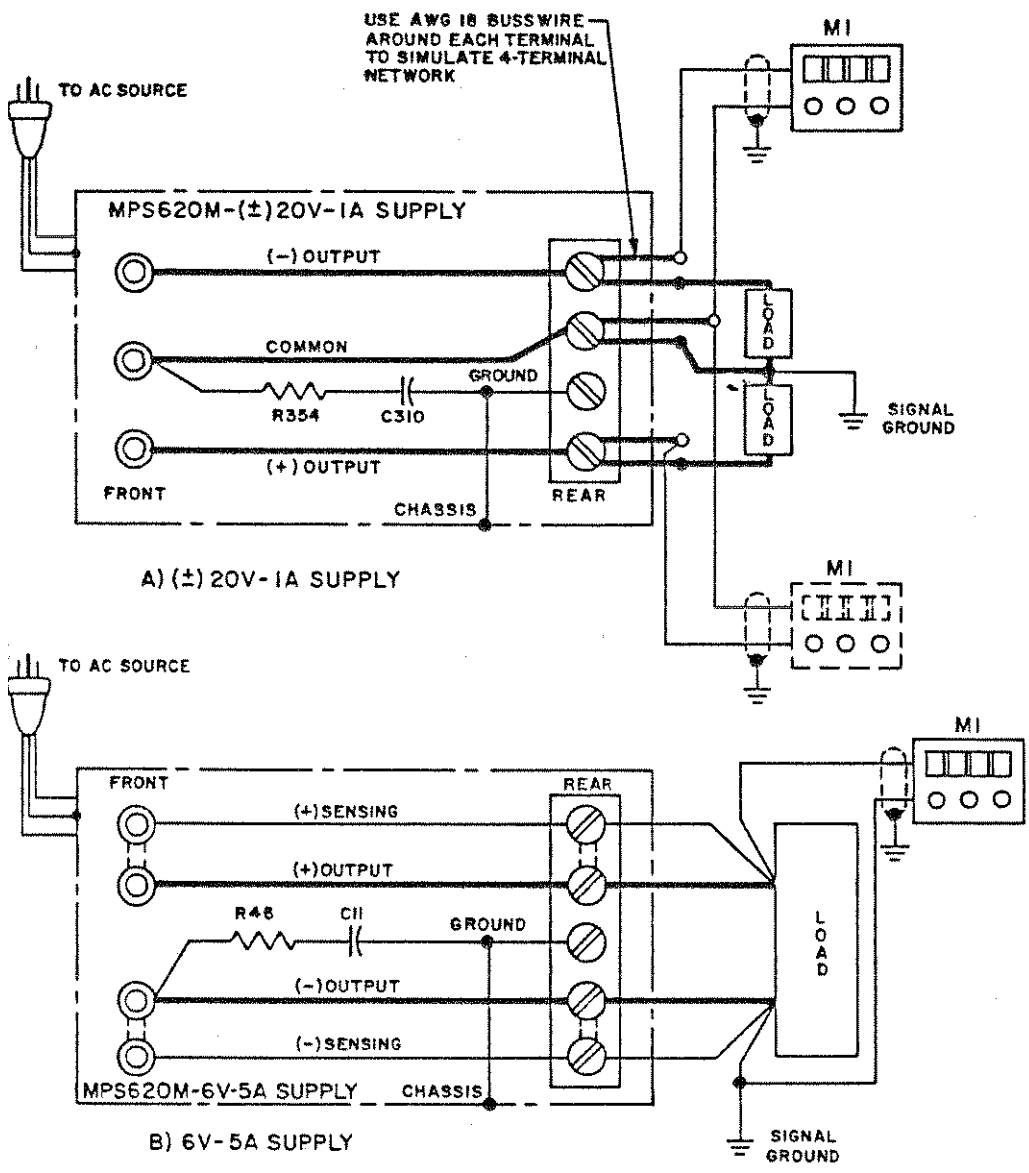 USE AWG 18 BUSSWIRE
AROUND EACH TERMINAL
TO SIMULATE 4-TERMINAL
NETWORK
M1
TO AC SOURCE
MPS620M-(±)20V-1A SUPPLY
(-) OUTPUT
LOAD
COMMON
GROUND
R354
C310
LOAD
SIGNAL
GROUND
(+) OUTPUT
FRONT
REAR
CHASSIS
A) (±) 20V-1A SUPPLY
M1
TO AC SOURCE
M1
FRONT
REAR
(+) SENSING
(+) OUTPUT
R46
C11
GROUND
LOAD
(-) OUTPUT
(-) SENSING
MPS620M-6V-5A SUPPLY
CHASSIS
B) 6V-5A SUPPLY
SIGNAL
GROUND